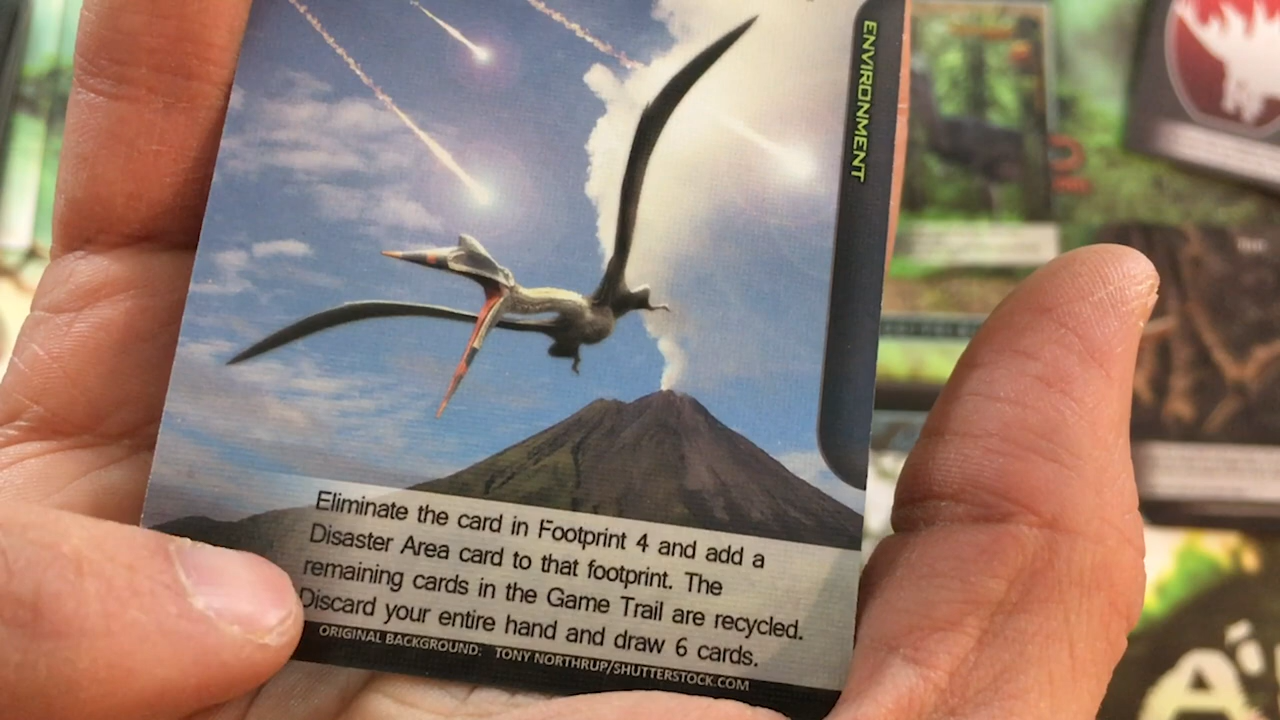 ENVIRONMENT
Eliminate the card in Footprint 4 and add a
Disaster Area card to that footprint. The
remaining cards in the Game Trail are recycled.
Discard your entire hand and draw 6 cards.
ORIGINAL BACKGROUND: TONY NORTHRUP/SHUTTERSTOCK.COM